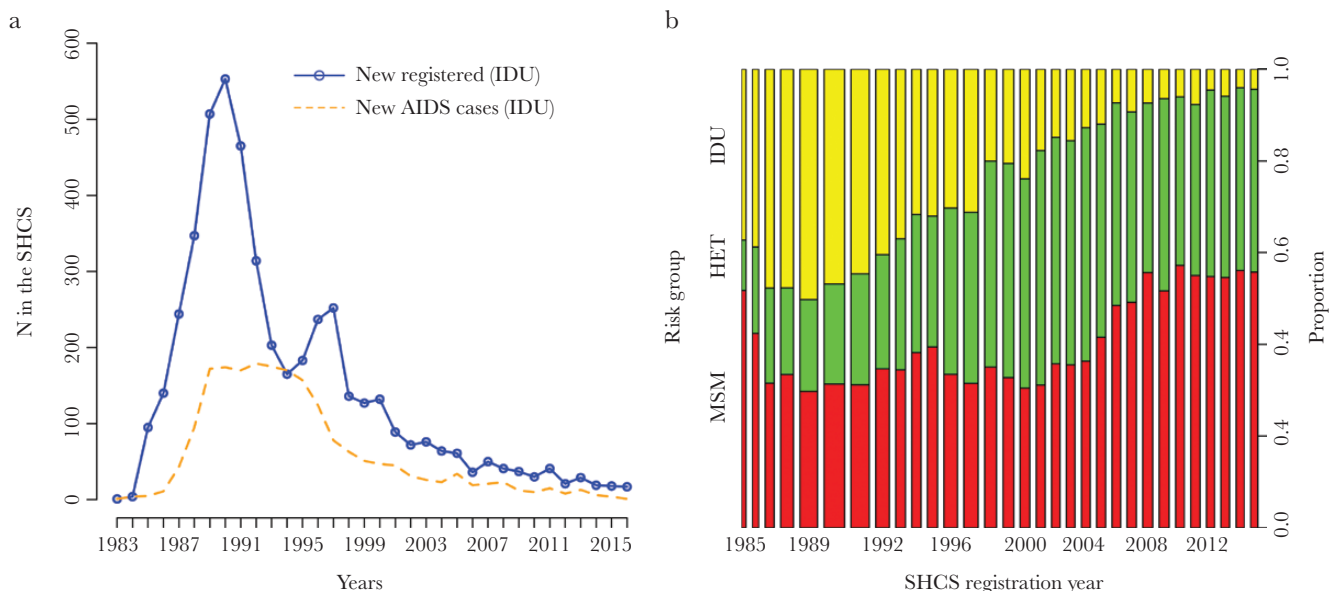 a
600
500
400
300
200
100
0
N in the SHCS
New registered (IDU)
New AIDS cases (IDU)
1983 1987 1991 1995 1999 2003 2007 2011 2015
Years
b
IDU
HET
MSM
Risk group
1.0
0.8
0.6
0.4
0.4
0.0
Proportion
1985 1989 1992 1996 2000 2004 2008 2012
SHCS registration year